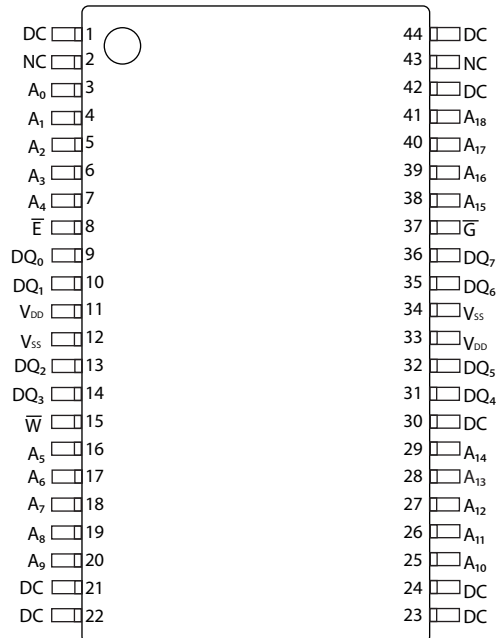 DC 1 44 DC
NC 2 43 NC
A₀ 3 42 DC
A₁ 4 41 A₁₈
A₂ 5 40 A₁₇
A₃ 6 39 A₁₆
A₄ 7 38 A₁₅
E̅ 8 37 G̅
DQ₀ 9 36 DQ₇
DQ₁ 10 35 DQ₆
VDD 11 34 VSS
VSS 12 33 VDD
DQ₂ 13 32 DQ₅
DQ₃ 14 31 DQ₄
W̅ 15 30 DC
A₅ 16 29 A₁₄
A₆ 17 28 A₁₃
A₇ 18 27 A₁₂
A₈ 19 26 A₁₁
A₉ 20 25 A₁₀
DC 21 24 DC
DC 22 23 DC